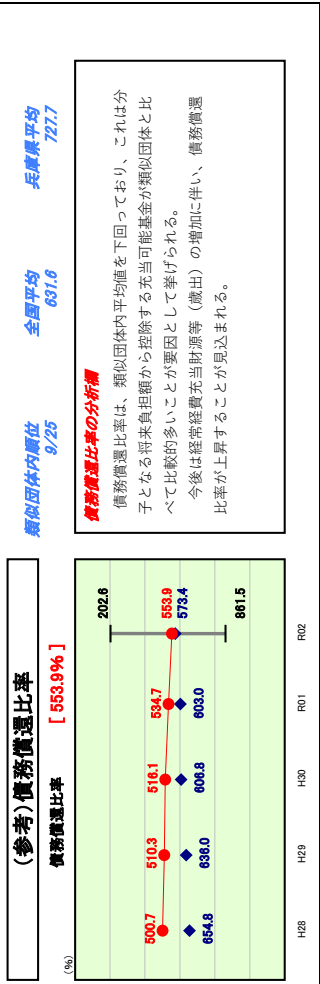 (参考)債務償還比率
債務償還比率 [ 553.9% ]
(%)
202.6
500.7 510.3 516.1 534.7 553.9
654.8 636.0 606.8 603.0 573.4
861.5
H28 H29 H30 R01 R02
類似団体内順位 全国平均 兵庫県平均
9/25 631.6 727.7
債務償還比率の分析欄
債務償還比率は、類似団体内平均値を下回っており、これは分
子となる将来負担額から控除する充当可能基金が類似団体と比
べて比較的多いことが要因として挙げられる。
今後は経常経費充当財源等（歳出）の増加に伴い、債務償還
比率が上昇することが見込まれる。